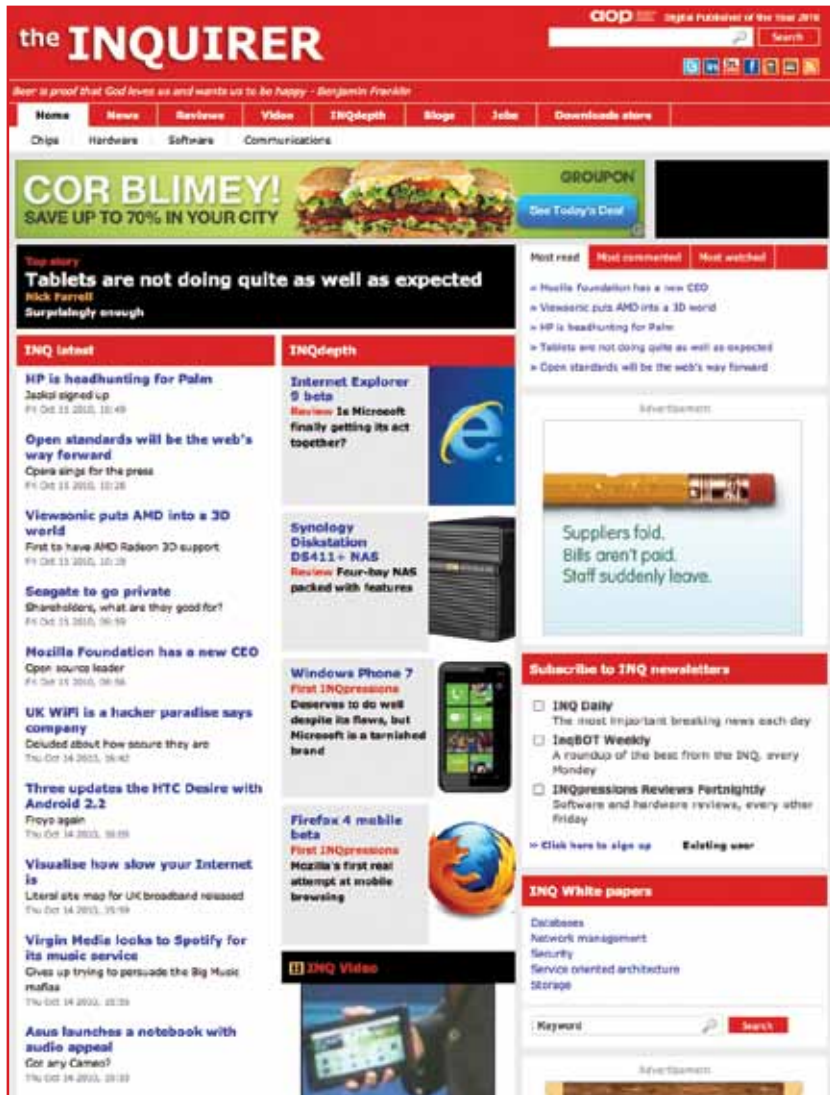 the INQUIRER
aop Digital Publisher of the Year 2010
Search
Beer is proof that God loves us and wants us to be happy - Benjamin Franklin
Home News Reviews Video INQdepth Blogs Jobs Downloads store
Chips Hardware Software Communications
COR BLIMEY!
SAVE UP TO 70% IN YOUR CITY
GROUPON
See Today's Deal
Top story
Tablets are not doing quite as well as expected
Nick Farrell
Surprisingly enough
INQ latest
HP is headhunting for Palm
Jaaksi signed up
Fri Oct 15 2010, 10:49
Open standards will be the web's
way forward
Opera sings for the press
Fri Oct 15 2010, 10:28
Viewsonic puts AMD into a 3D
world
First to have AMD Radeon 3D support
Fri Oct 15 2010,
Seagate to go private
Shareholders, what are they good for?
Fri Oct 15 2010,
Mozilla Foundation has a new CEO
Open source leader
Fri Oct 15 2010,
UK WiFi is a hacker paradise says
company
Deluded about how secure they are
Thu Oct 14 2010, 16:42
Three updates the HTC Desire with
Android 2.2
Froyo again
Thu Oct 14 2010,
Visualise how slow your Internet
is
Literal site map for UK broadband released
Thu Oct 14 2010,
Virgin Media looks to Spotify for
its music service
Gives up trying to persuade the Big Music
mafias
Thu Oct 14 2010,
Asus launches a notebook with
audio appeal
Got any Cameo?
Thu Oct 14 2010,
INQdepth
Internet Explorer
9 beta
Review Is Microsoft
finally getting its act
together?
Synology
Diskstation
DS411+ NAS
Review Four-bay NAS
packed with features
Windows Phone 7
First INQpressions
Deserves to do well
despite its flaws, but
Microsoft is a tarnished
brand
Firefox 4 mobile
beta
First INQpressions
Mozilla's first real
attempt at mobile
browsing
INQ Video
Most read Most commented Most watched
» Mozilla Foundation has a new CEO
» Viewsonic puts AMD into a 3D world
» HP is headhunting for Palm
» Tablets are not doing quite as well as expected
» Open standards will be the web's way forward
Advertisement
Suppliers fold.
Bills aren't paid.
Staff suddenly leave.
Subscribe to INQ newsletters
INQ Daily
The most important breaking news each day
InqBOT Weekly
A roundup of the best from the INQ, every
Monday
INQpressions Reviews Fortnightly
Software and hardware reviews, every other
Friday
» Click here to sign up Existing user
INQ White papers
Databases
Network management
Security
Service oriented architecture
Storage
Keyword Search
Advertisement